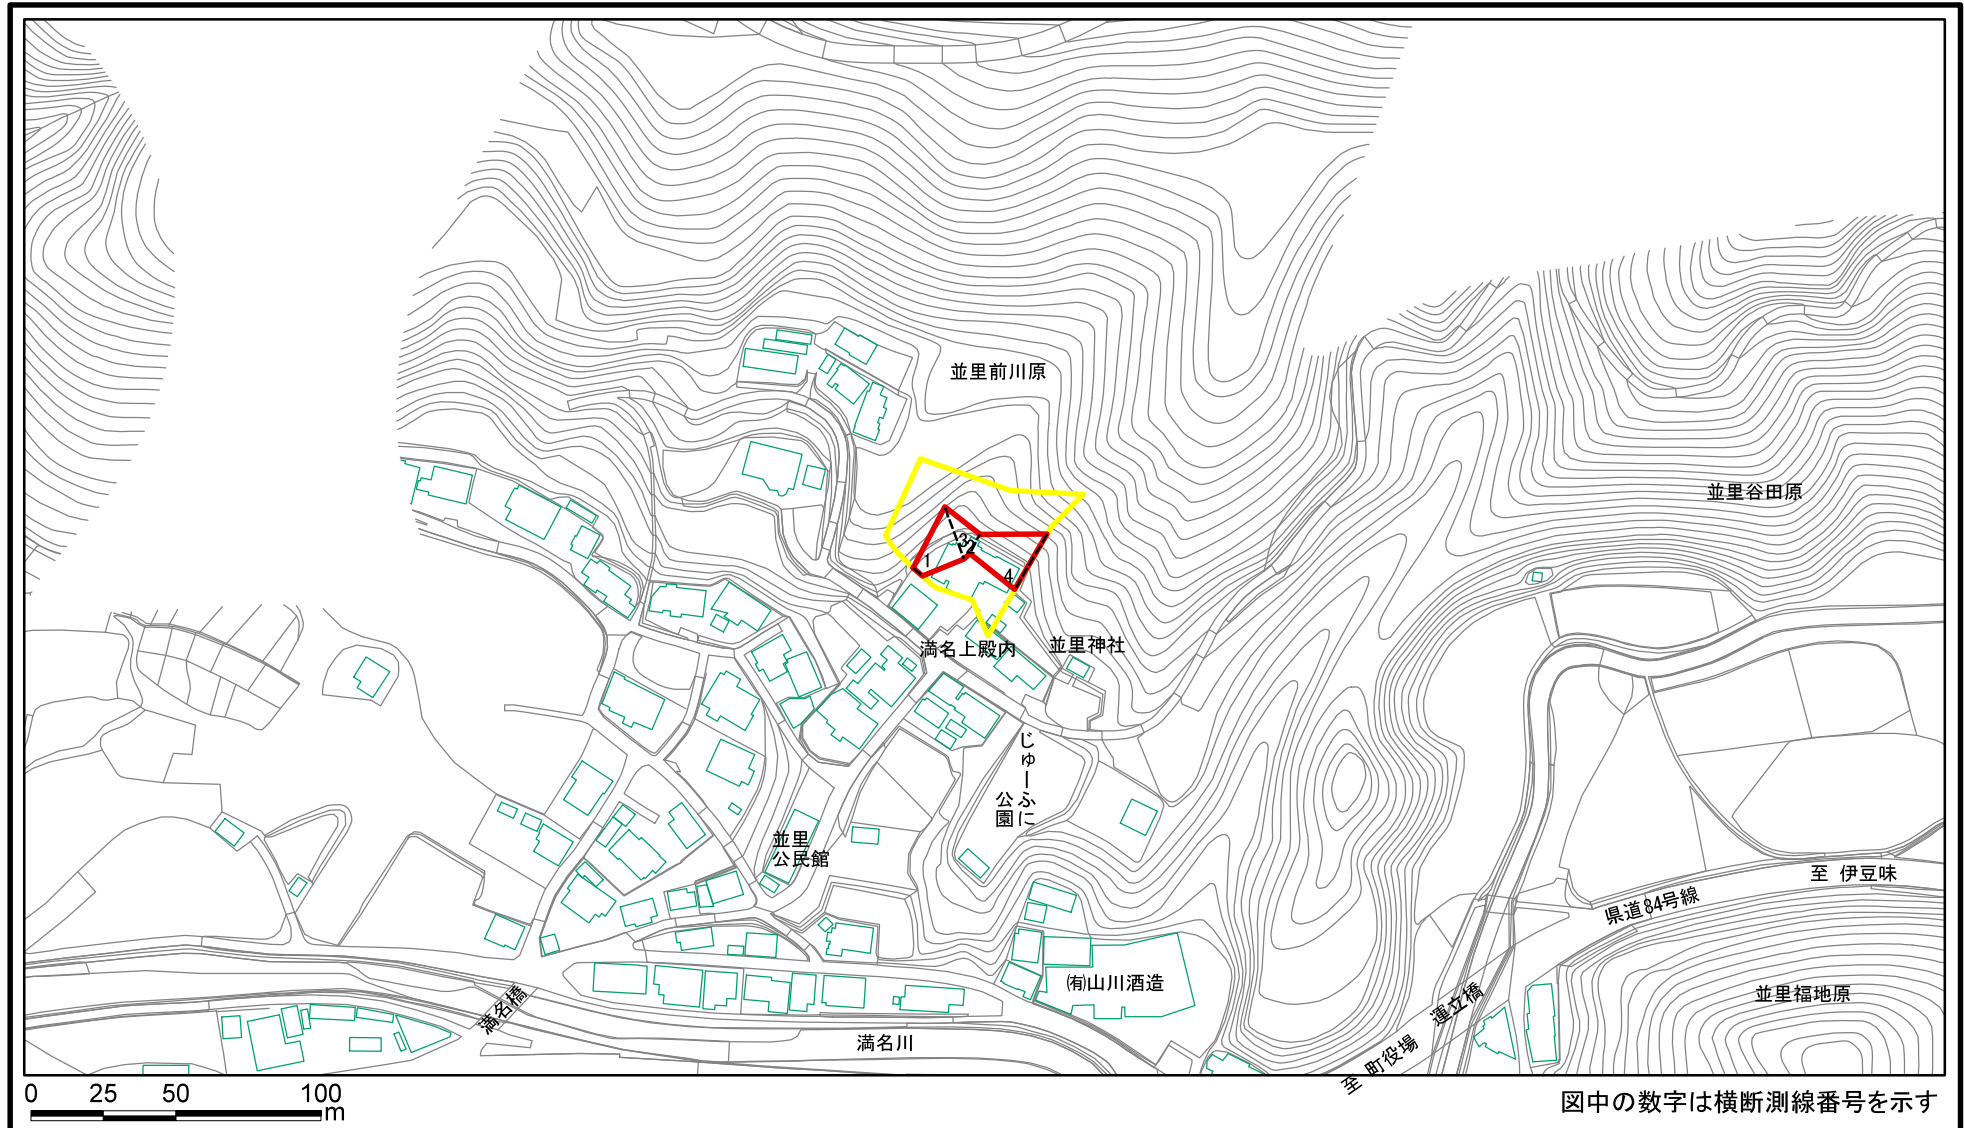 並里前川原
並里谷田原
3
2
1
4
満名上殿内
並里神社
じゅーふに
公園
並里
公民館
至 伊豆味
県道84号線
㈲山川酒造
満名橋
運立橋
並里福地原
満名川
至 町役場
0 25 50 100
m
図中の数字は横断測線番号を示す